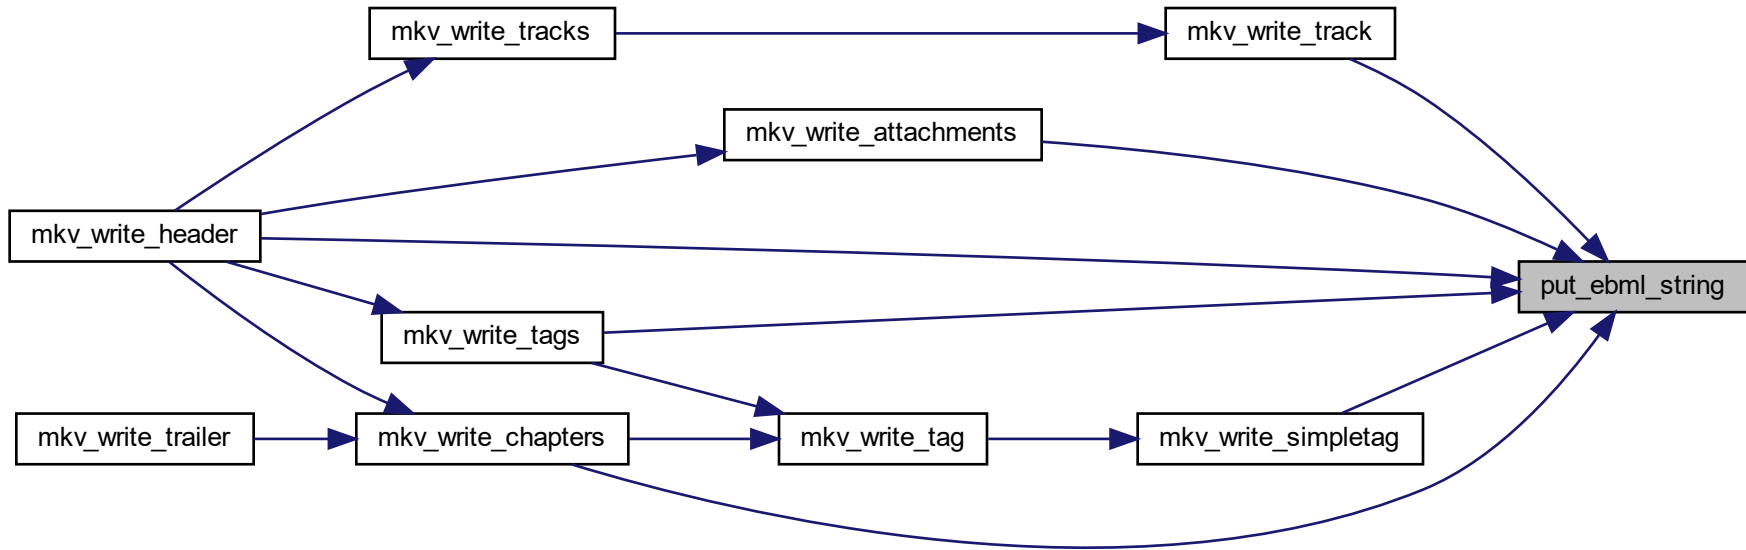 mkv_write_tracks
mkv_write_track
mkv_write_attachments
mkv_write_header
put_ebml_string
mkv_write_tags
mkv_write_trailer
mkv_write_chapters
mkv_write_tag
mkv_write_simpletag